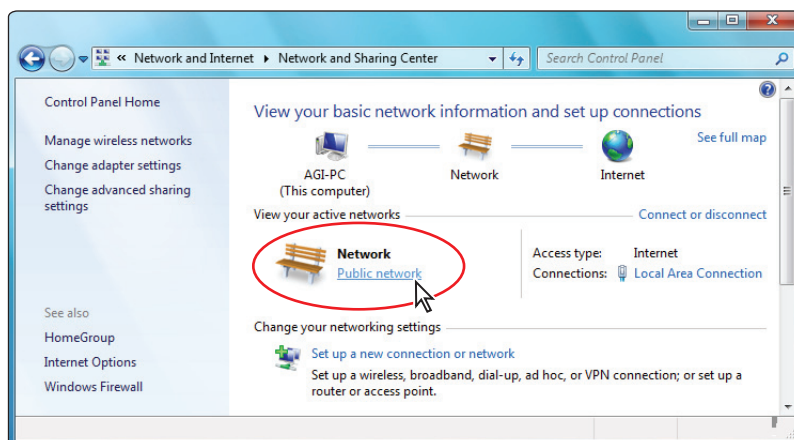 « Network and Internet ▸ Network and Sharing Center
Search Control Panel
Control Panel Home
Manage wireless networks
Change adapter settings
Change advanced sharing
settings
See also
HomeGroup
Internet Options
Windows Firewall
View your basic network information and set up connections
See full map
AGI-PC
(This computer)
Network
Internet
View your active networks
Connect or disconnect
Network
Public network
Access type: Internet
Connections: Local Area Connection
Change your networking settings
Set up a new connection or network
Set up a wireless, broadband, dial-up, ad hoc, or VPN connection; or set up a
router or access point.